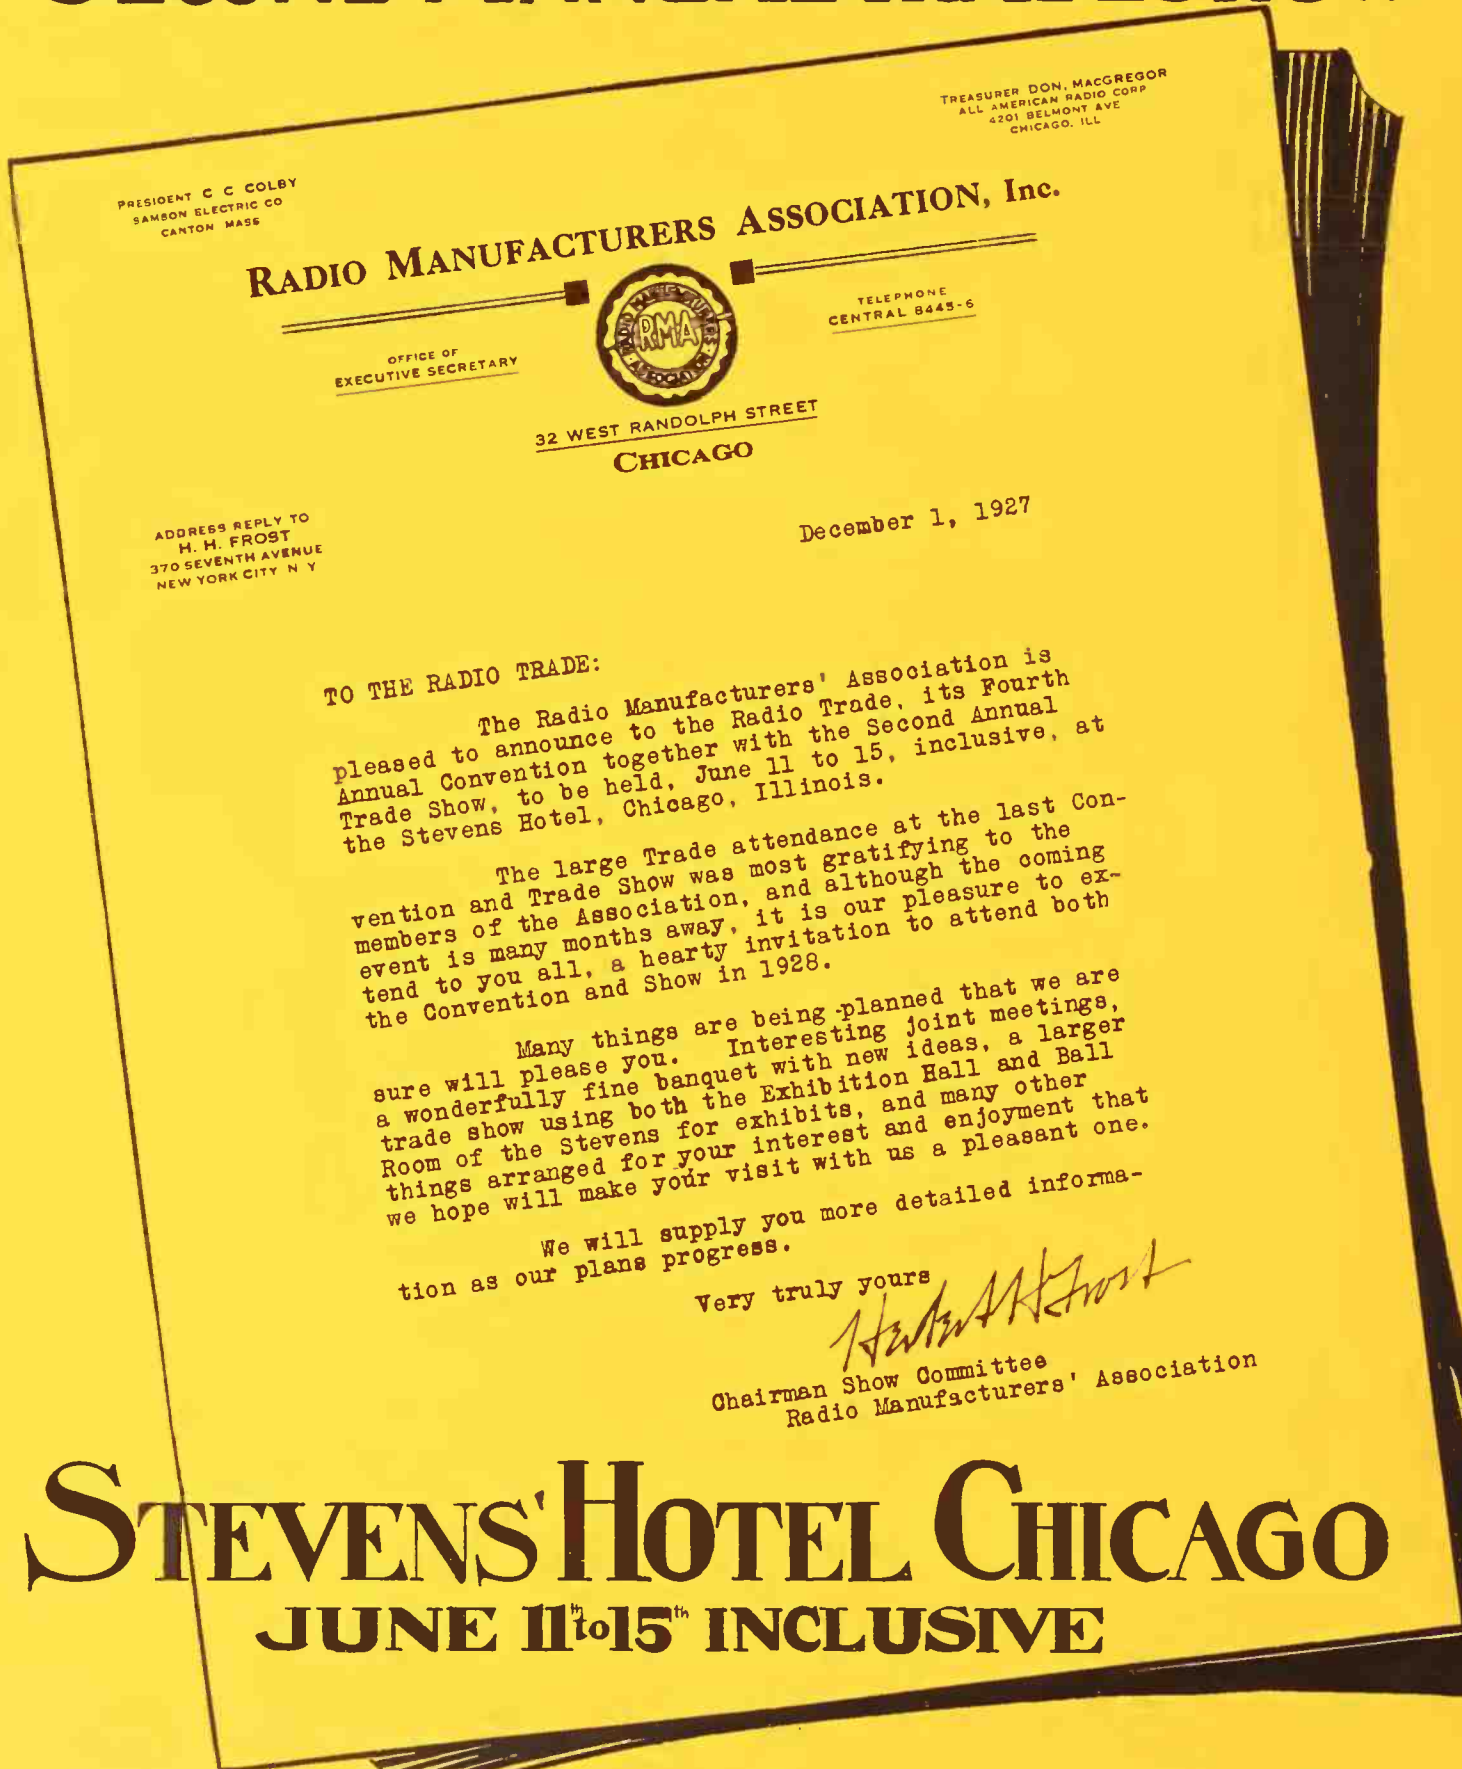 TREASURER DON. MACGREGOR
ALL AMERICAN RADIO CORP
4201 BELMONT AVE
CHICAGO. ILL
PRESIDENT C C COLBY
SAMSON ELECTRIC CO
CANTON MASS
RADIO MANUFACTURERS ASSOCIATION, Inc.
RADIO MANUFACTURERS
RMA
ASSOCIATION
OFFICE OF
EXECUTIVE SECRETARY
TELEPHONE
CENTRAL 8445-6
32 WEST RANDOLPH STREET
CHICAGO
ADDRESS REPLY TO
H. H. FROST
370 SEVENTH AVENUE
NEW YORK CITY N Y
December 1, 1927
TO THE RADIO TRADE:
The Radio Manufacturers' Association is
pleased to announce to the Radio Trade, its Fourth
Annual Convention together with the Second Annual
Trade Show, to be held, June 11 to 15, inclusive, at
the Stevens Hotel, Chicago, Illinois.
The large Trade attendance at the last Con-
vention and Trade Show was most gratifying to the
members of the Association, and although the coming
event is many months away, it is our pleasure to ex-
tend to you all, a hearty invitation to attend both
the Convention and Show in 1928.
Many things are being planned that we are
sure will please you. Interesting joint meetings,
a wonderfully fine banquet with new ideas, a larger
trade show using both the Exhibition Hall and Ball
Room of the Stevens for exhibits, and many other
things arranged for your interest and enjoyment that
we hope will make your visit with us a pleasant one.
We will supply you more detailed informa-
tion as our plans progress.
Very truly yours
Herbert H Frost
Chairman Show Committee
Radio Manufacturers' Association
STEVENS' HOTEL CHICAGO
JUNE 11th to 15th INCLUSIVE